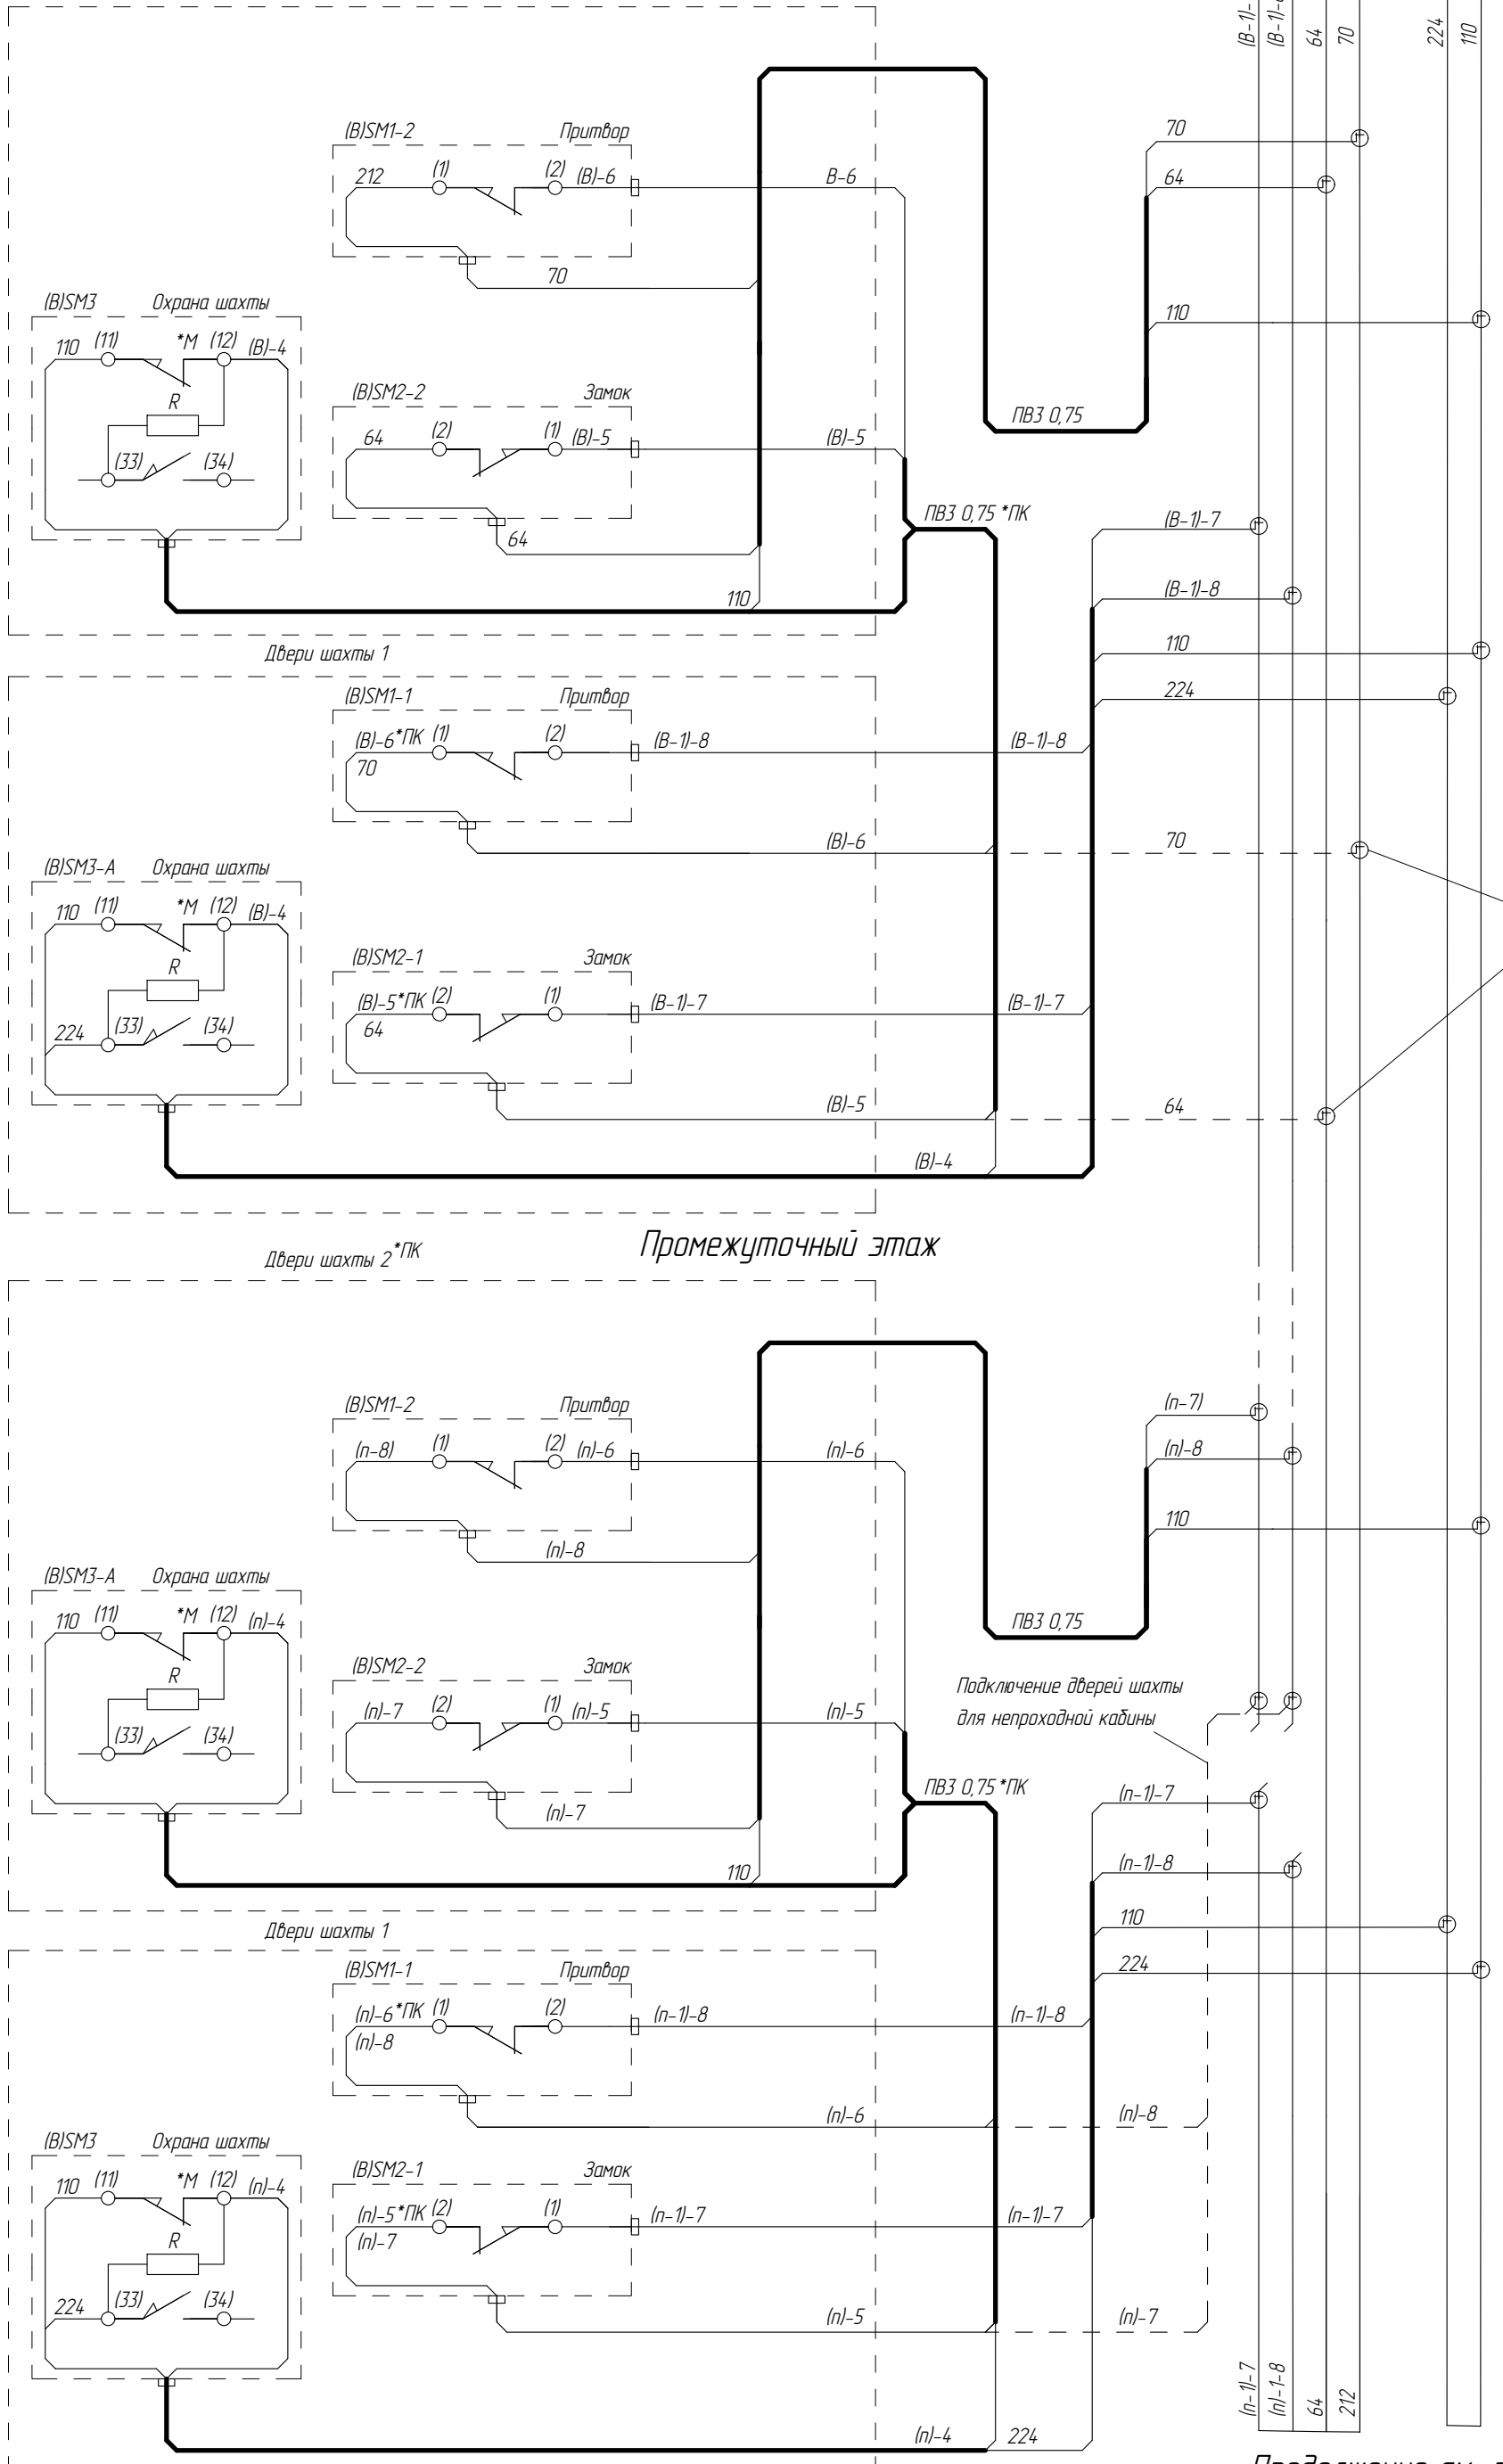 (В-1)-
(В-1)-8
64
70
224
110
(В)SM1-2 Притвор
212 (1) (2) (В)-6
В-6
70
70
64
110
(В)SM3 Охрана шахты
110 (11) *М (12) (В)-4
R
(33) (34)
(В)SM2-2 Замок
64 (2) (1) (В)-5
(В)-5
64
110
ПВ3 0,75
ПВ3 0,75 *ПК
(В-1)-7
(В-1)-8
110
224
Двери шахты 1
(В)SM1-1 Притвор
(В)-6*ПК (1) (2) (В-1)-8 (В-1)-8
70
(В)-6 70
(В)SM3-А Охрана шахты
110 (11) *М (12) (В)-4
R
224 (33) (34)
(В)SM2-1 Замок
(В)-5*ПК (2) (1) (В-1)-7 (В-1)-7
64
(В)-5 64
(В)-4
Промежуточный этаж
Двери шахты 2*ПК
(В)SM1-2 Притвор
(п-8) (1) (2) (п)-6 (п)-6
(п)-8
(п-7)
(п)-8
110
(В)SM3-А Охрана шахты
110 (11) *М (12) (п)-4
R
(33) (34)
(В)SM2-2 Замок
(п)-7 (2) (1) (п)-5 (п)-5
(п)-7
110
ПВ3 0,75
Подключение дверей шахты
для непроходной кабины
ПВ3 0,75 *ПК
(п-1)-7
(п-1)-8
110
224
Двери шахты 1
(В)SM1-1 Притвор
(п)-6*ПК (1) (2) (п-1)-8 (п-1)-8
(п)-8
(п)-6 (п)-8
(В)SM3 Охрана шахты
110 (11) *М (12) (п)-4
R
224 (33) (34)
(В)SM2-1 Замок
(п)-5*ПК (2) (1) (п-1)-7 (п-1)-7
(п)-7
(п)-5 (п)-7
(п)-4 224
(п-1)-7
(п)-1-8
64
212